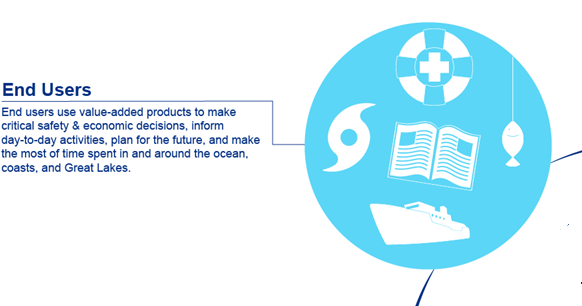 End Users
End users use value-added products to make
critical safety & economic decisions, inform
day-to-day activities, plan for the future, and make
the most of time spent in and around the ocean,
coasts, and Great Lakes.